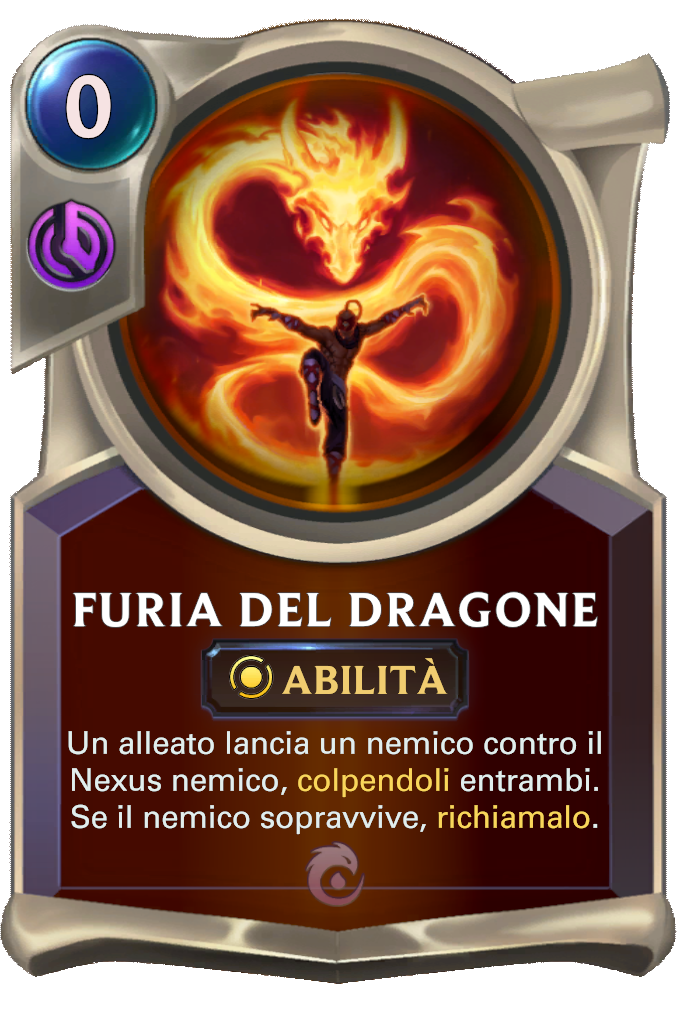 0
FURIA DEL DRAGONE
ABILITÀ
Un alleato lancia un nemico contro il
Nexus nemico, colpendoli entrambi.
Se il nemico sopravvive, richiamalo.